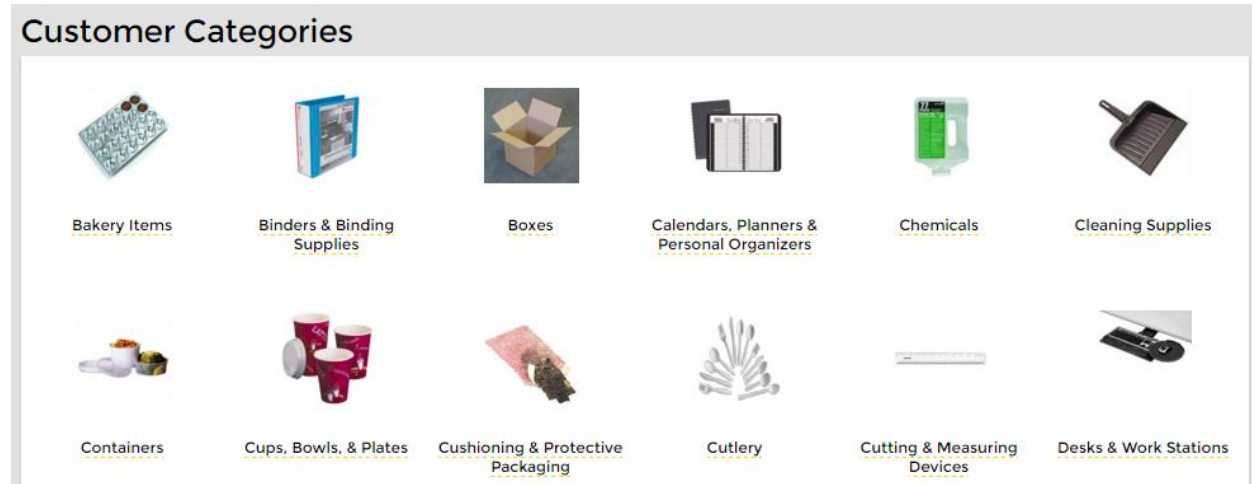 Customer Categories
Bakery Items
Binders & Binding
Supplies
Boxes
Calendars, Planners &
Personal Organizers
Chemicals
Cleaning Supplies
Containers
Cups, Bowls, & Plates
Cushioning & Protective
Packaging
Cutlery
Cutting & Measuring
Devices
Desks & Work Stations